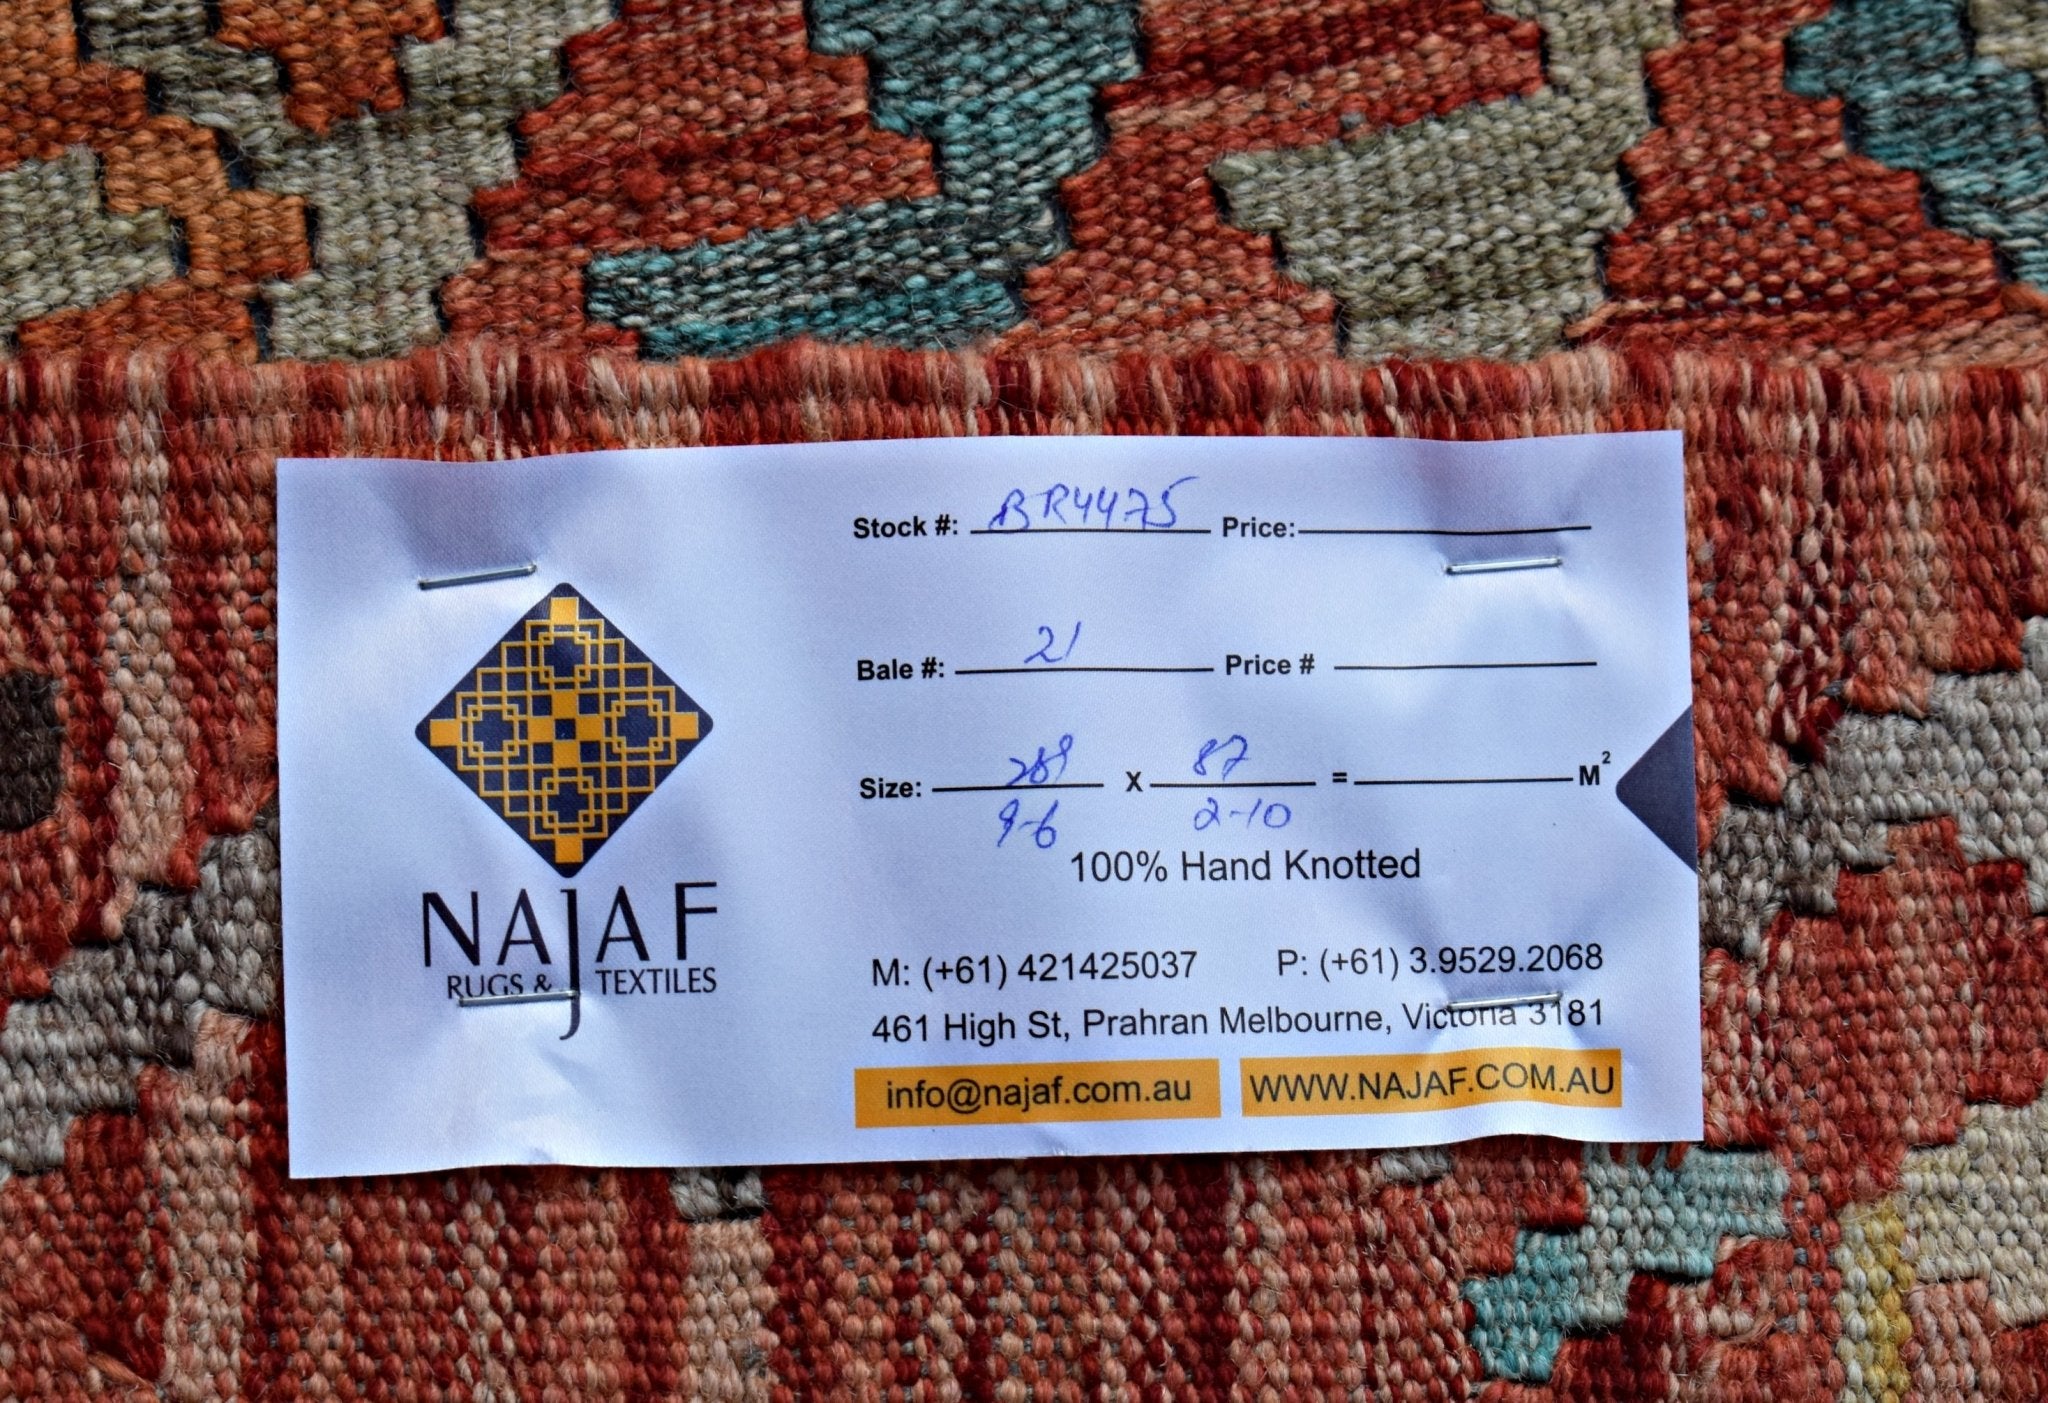 Stock #: BR4475 Price:
Bale #: 21 Price #
Size: 289 X 87 = M²
9-6 2-10
100% Hand Knotted
NAJAF
RUGS & TEXTILES
M: (+61) 421425037 P: (+61) 3.9529.2068
461 High St, Prahran Melbourne, Victoria 3181
info@najaf.com.au WWW.NAJAF.COM.AU